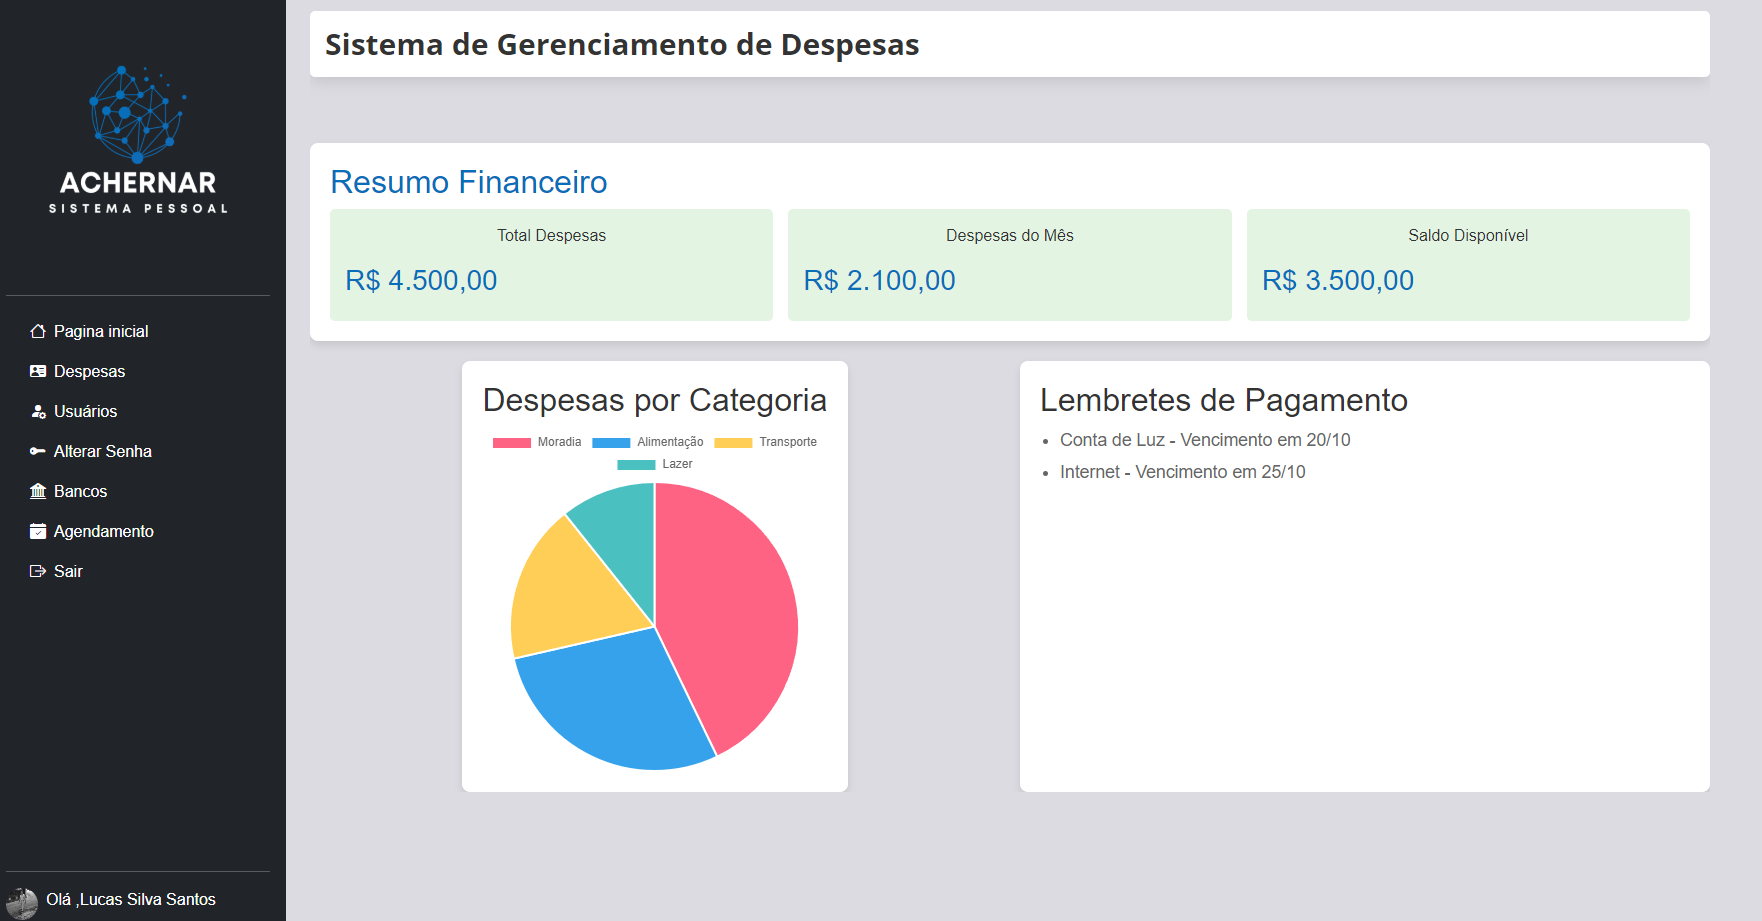 ACHERNAR
SISTEMA PESSOAL
Pagina inicial
Despesas
Usuários
Alterar Senha
Bancos
Agendamento
Sair
Olá ,Lucas Silva Santos
Sistema de Gerenciamento de Despesas
Resumo Financeiro
Total Despesas
R$ 4.500,00
Despesas do Mês
R$ 2.100,00
Saldo Disponível
R$ 3.500,00
Despesas por Categoria
Moradia Alimentação Transporte
Lazer
Lembretes de Pagamento
Conta de Luz - Vencimento em 20/10
Internet - Vencimento em 25/10